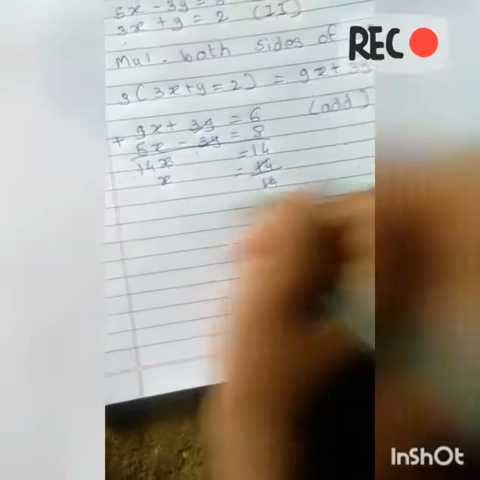 5x - 3y = 8
3x + y = 2 (II)
Mul. both sides of
REC
3(3x+y=2) = 9x+3y
+ 9x + 3y = 6 (add)
5x - 3y = 8
14x = 14
x = 14
14
InShOt